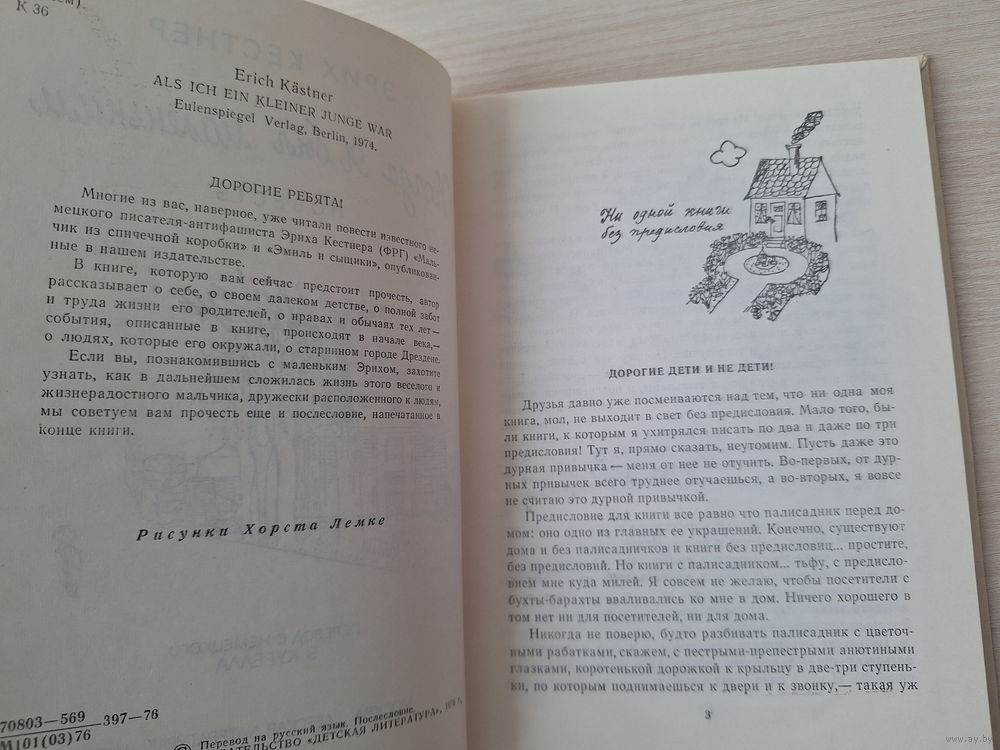 К 36
Erich Kästner
ALS ICH EIN KLEINER JUNGE WAR
Eulenspiegel Verlag, Berlin, 1974.
ДОРОГИЕ РЕБЯТА!
Многие из вас, наверное, уже читали повести известного не-
мецкого писателя-антифашиста Эриха Кестнера (ФРГ) «Маль-
чик из спичечной коробки» и «Эмиль и сыщики», опубликован-
ные в нашем издательстве.
В книге, которую вам сейчас предстоит прочесть, автор
рассказывает о себе, о своем далеком детстве, о полной забот
и труда жизни его родителей, о нравах и обычаях тех лет—
события, описанные в книге, происходят в начале века,—
о людях, которые его окружали, о старинном городе Дрездене.
Если вы, познакомившись с маленьким Эрихом, захотите
узнать, как в дальнейшем сложилась жизнь этого веселого и
жизнерадостного мальчика, дружески расположенного к людям,
мы советуем вам прочесть еще и послесловие, напечатанное в
конце книги.
Рисунки Хорста Лемке
70803—569
М101(03)76
397—76
© Перевод на русский язык. Послесловие.
«ДЕТСКАЯ ЛИТЕРАТУРА»,
Ни одной книги
без предисловия
ДОРОГИЕ ДЕТИ И НЕ ДЕТИ!
Друзья давно уже посмеиваются над тем, что ни одна моя
книга, мол, не выходит в свет без предисловия. Мало того, бы-
ли книги, к которым я ухитрялся писать по два и даже по три
предисловия! Тут я, прямо сказать, неутомим. Пусть даже это
дурная привычка — меня от нее не отучить. Во-первых, от дур-
ных привычек всего труднее отучаешься, а во-вторых, я вовсе
не считаю это дурной привычкой.
Предисловие для книги все равно что палисадник перед до-
мом: оно одно из главных ее украшений. Конечно, существуют
дома и без палисадничков и книги без предисловиц... простите,
без предисловий. Но книги с палисадником... тьфу, с предисло-
вием мне куда милей. Я совсем не желаю, чтобы посетители с
бухты-барахты вваливались ко мне в дом. Ничего хорошего в
том нет ни для посетителей, ни для дома.
Никогда не поверю, будто разбивать палисадник с цветоч-
ными рабатками, скажем, с пестрыми-препестрыми анютиными
глазками, коротенькой дорожкой к крыльцу в две-три ступень-
ки, по которым поднимаешься к двери и к звонку,— такая уж
3
www.ay.by